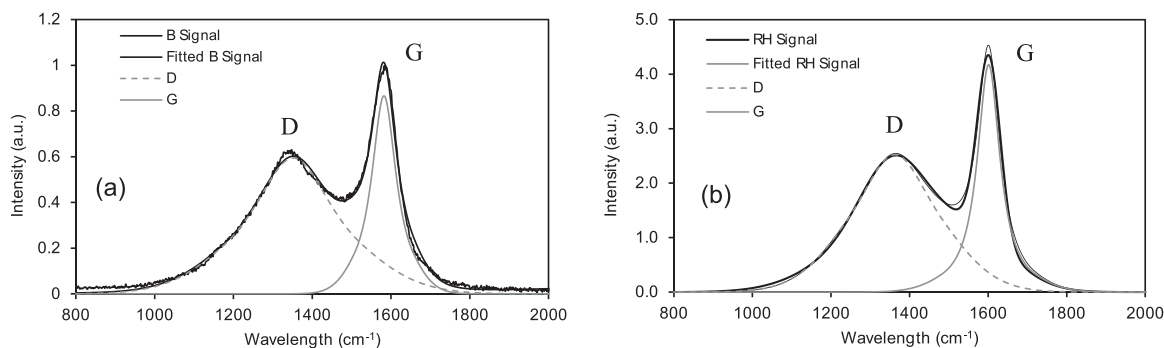 1.2
1
0.8
0.6
0.4
0.2
0
B Signal
Fitted B Signal
D
G
G
D
(a)
Intensity (a.u.)
800 1000 1200 1400 1600 1800 2000
Wavelength (cm-1)
5.0
4.0
3.0
2.0
1.0
0.0
RH Signal
Fitted RH Signal
D
G
G
D
(b)
Intensity (a.u.)
800 1000 1200 1400 1600 1800 2000
Wavelength (cm-1)